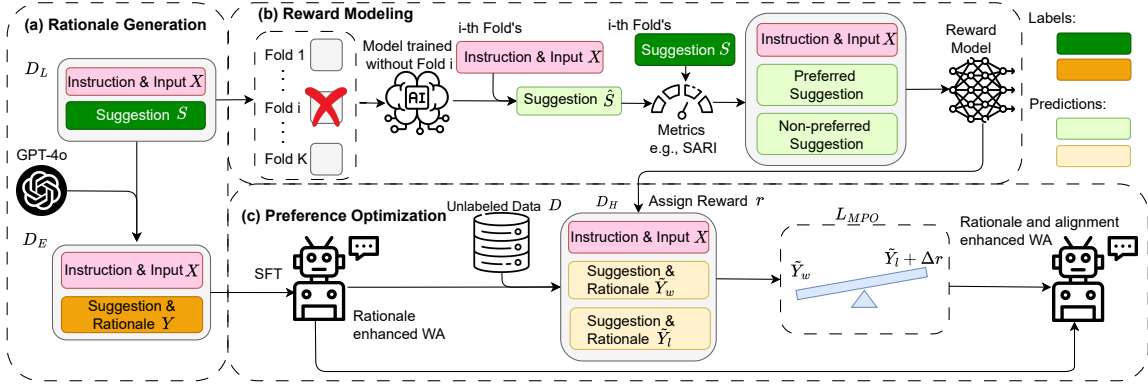 (a) Rationale Generation
D_L
Instruction & Input X
Suggestion S
GPT-4o
D_E
Instruction & Input X
Suggestion &
Rationale Y
(b) Reward Modeling
Fold 1
Fold i
Fold K
Model trained
without Fold i
AI
i-th Fold's
Instruction & Input X
Suggestion Ŝ
i-th Fold's
Suggestion S
Metrics
e.g., SARI
Instruction & Input X
Preferred
Suggestion
Non-preferred
Suggestion
Reward
Model
Labels:
Predictions:
(c) Preference Optimization
SFT
Rationale
enhanced WA
Unlabeled Data D
D_H
Assign Reward r
Instruction & Input X
Suggestion &
Rationale Ỹ_w
Suggestion &
Rationale Ỹ_l
L_{MPO}
Ỹ_w
Ỹ_l + Δr
Rationale and alignment
enhanced WA